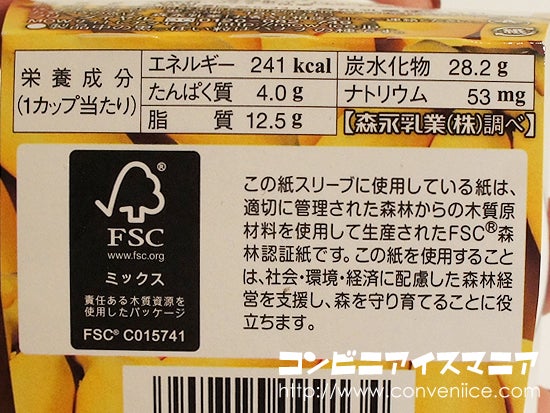 栄養成分
(1カップ当たり)
エネルギー 241 kcal 炭水化物 28.2 g
たんぱく質 4.0 g ナトリウム 53 mg
脂 質 12.5 g 【森永乳業(株)調べ】
FSC
www.fsc.org
ミックス
責任ある木質資源を
使用したパッケージ
FSC® C015741
この紙スリーブに使用している紙は、
適切に管理された森林からの木質原
材料を使用して生産されたFSC®森
林認証紙です。この紙を使用すること
は、社会・環境・経済に配慮した森林経
営を支援し、森を守り育てることに役
立ちます。
コンビニアイスマニア
http://www.conveniice.com/